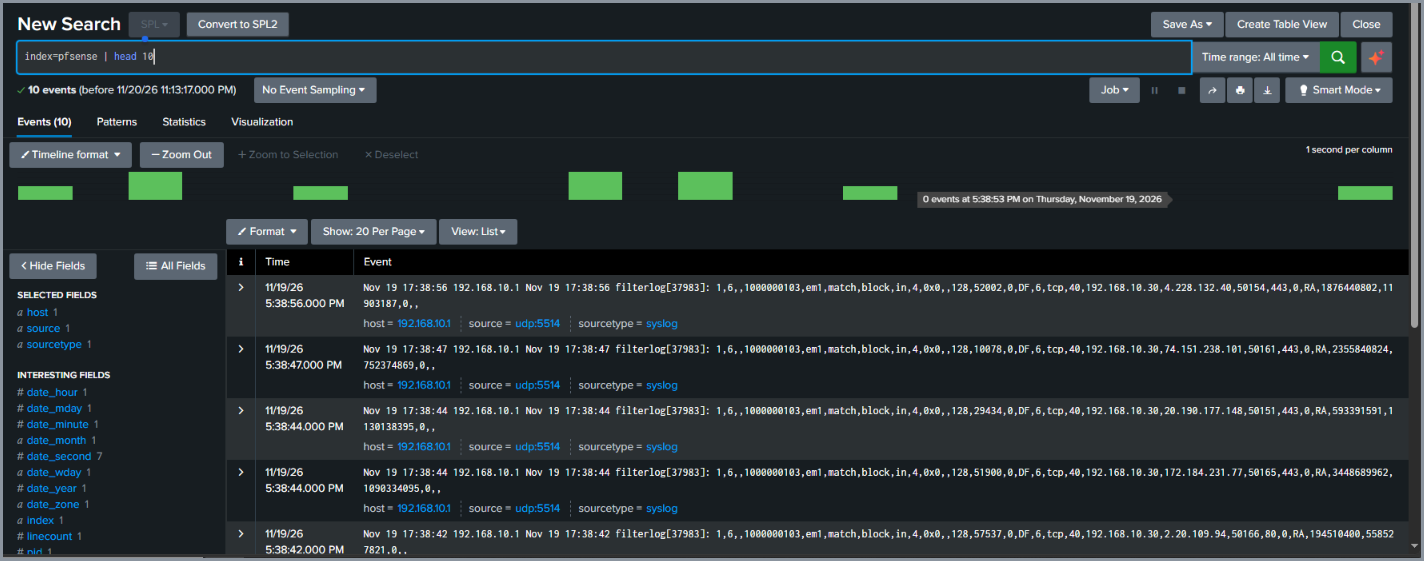 New Search SPL Convert to SPL2 Save As Create Table View Close
index=pfsense | head 10 Time range: All time
10 events (before 11/20/26 11:13:17.000 PM) No Event Sampling Job Smart Mode
Events (10) Patterns Statistics Visualization
Timeline format Zoom Out + Zoom to Selection × Deselect 1 second per column
0 events at 5:38:53 PM on Thursday, November 19, 2026
Format Show: 20 Per Page View: List
< Hide Fields All Fields i Time Event
SELECTED FIELDS
a host 1
a source 1
a sourcetype 1
INTERESTING FIELDS
# date_hour 1
# date_mday 1
# date_minute 1
a date_month 1
# date_second 7
a date_wday 1
# date_year 1
a date_zone 1
a index 1
# linecount 1
# pid 1
> 11/19/26 Nov 19 17:38:56 192.168.10.1 Nov 19 17:38:56 filterlog[37983]: 1,6,,1000000103,em1,match,block,in,4,0x0,,128,52002,0,DF,6,tcp,40,192.168.10.30,4.228.132.40,50154,443,0,RA,1876440802,11
5:38:56.000 PM 903187,0,,
host = 192.168.10.1 source = udp:5514 sourcetype = syslog
> 11/19/26 Nov 19 17:38:47 192.168.10.1 Nov 19 17:38:47 filterlog[37983]: 1,6,,1000000103,em1,match,block,in,4,0x0,,128,10078,0,DF,6,tcp,40,192.168.10.30,74.151.238.101,50161,443,0,RA,2355840824,
5:38:47.000 PM 752374869,0,,
host = 192.168.10.1 source = udp:5514 sourcetype = syslog
> 11/19/26 Nov 19 17:38:44 192.168.10.1 Nov 19 17:38:44 filterlog[37983]: 1,6,,1000000103,em1,match,block,in,4,0x0,,128,29434,0,DF,6,tcp,40,192.168.10.30,20.190.177.148,50151,443,0,RA,593391591,1
5:38:44.000 PM 130138395,0,,
host = 192.168.10.1 source = udp:5514 sourcetype = syslog
> 11/19/26 Nov 19 17:38:44 192.168.10.1 Nov 19 17:38:44 filterlog[37983]: 1,6,,1000000103,em1,match,block,in,4,0x0,,128,51900,0,DF,6,tcp,40,192.168.10.30,172.184.231.77,50165,443,0,RA,3448689962,
5:38:44.000 PM 1090334095,0,,
host = 192.168.10.1 source = udp:5514 sourcetype = syslog
> 11/19/26 Nov 19 17:38:42 192.168.10.1 Nov 19 17:38:42 filterlog[37983]: 1,6,,1000000103,em1,match,block,in,4,0x0,,128,57537,0,DF,6,tcp,40,192.168.10.30,2.20.109.94,50166,80,0,RA,194510400,55852
5:38:42.000 PM 7821,0,,